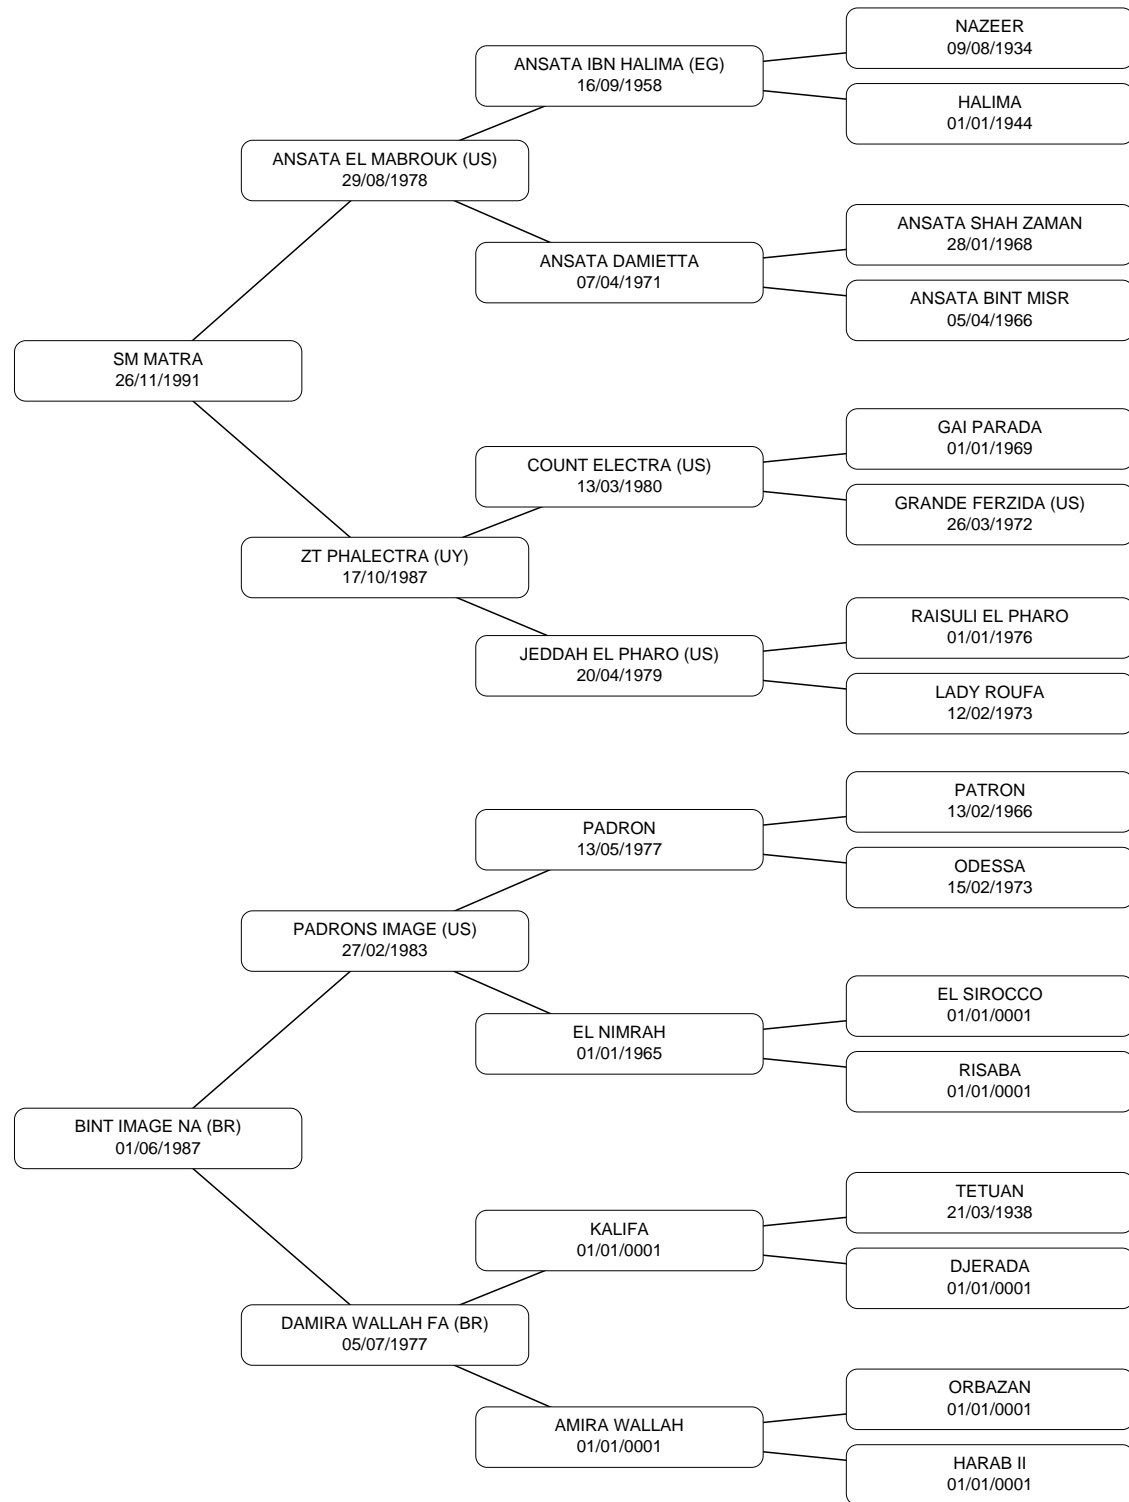 NAZEER
09/08/1934
ANSATA IBN HALIMA (EG)
16/09/1958
HALIMA
01/01/1944
ANSATA EL MABROUK (US)
29/08/1978
ANSATA SHAH ZAMAN
28/01/1968
ANSATA DAMIETTA
07/04/1971
ANSATA BINT MISR
05/04/1966
SM MATRA
26/11/1991
GAI PARADA
01/01/1969
COUNT ELECTRA (US)
13/03/1980
GRANDE FERZIDA (US)
26/03/1972
ZT PHALECTRA (UY)
17/10/1987
RAISULI EL PHARO
01/01/1976
JEDDAH EL PHARO (US)
20/04/1979
LADY ROUFA
12/02/1973
PATRON
13/02/1966
PADRON
13/05/1977
ODESSA
15/02/1973
PADRONS IMAGE (US)
27/02/1983
EL SIROCCO
01/01/0001
EL NIMRAH
01/01/1965
RISABA
01/01/0001
BINT IMAGE NA (BR)
01/06/1987
TETUAN
21/03/1938
KALIFA
01/01/0001
DJERADA
01/01/0001
DAMIRA WALLAH FA (BR)
05/07/1977
ORBAZAN
01/01/0001
AMIRA WALLAH
01/01/0001
HARAB II
01/01/0001